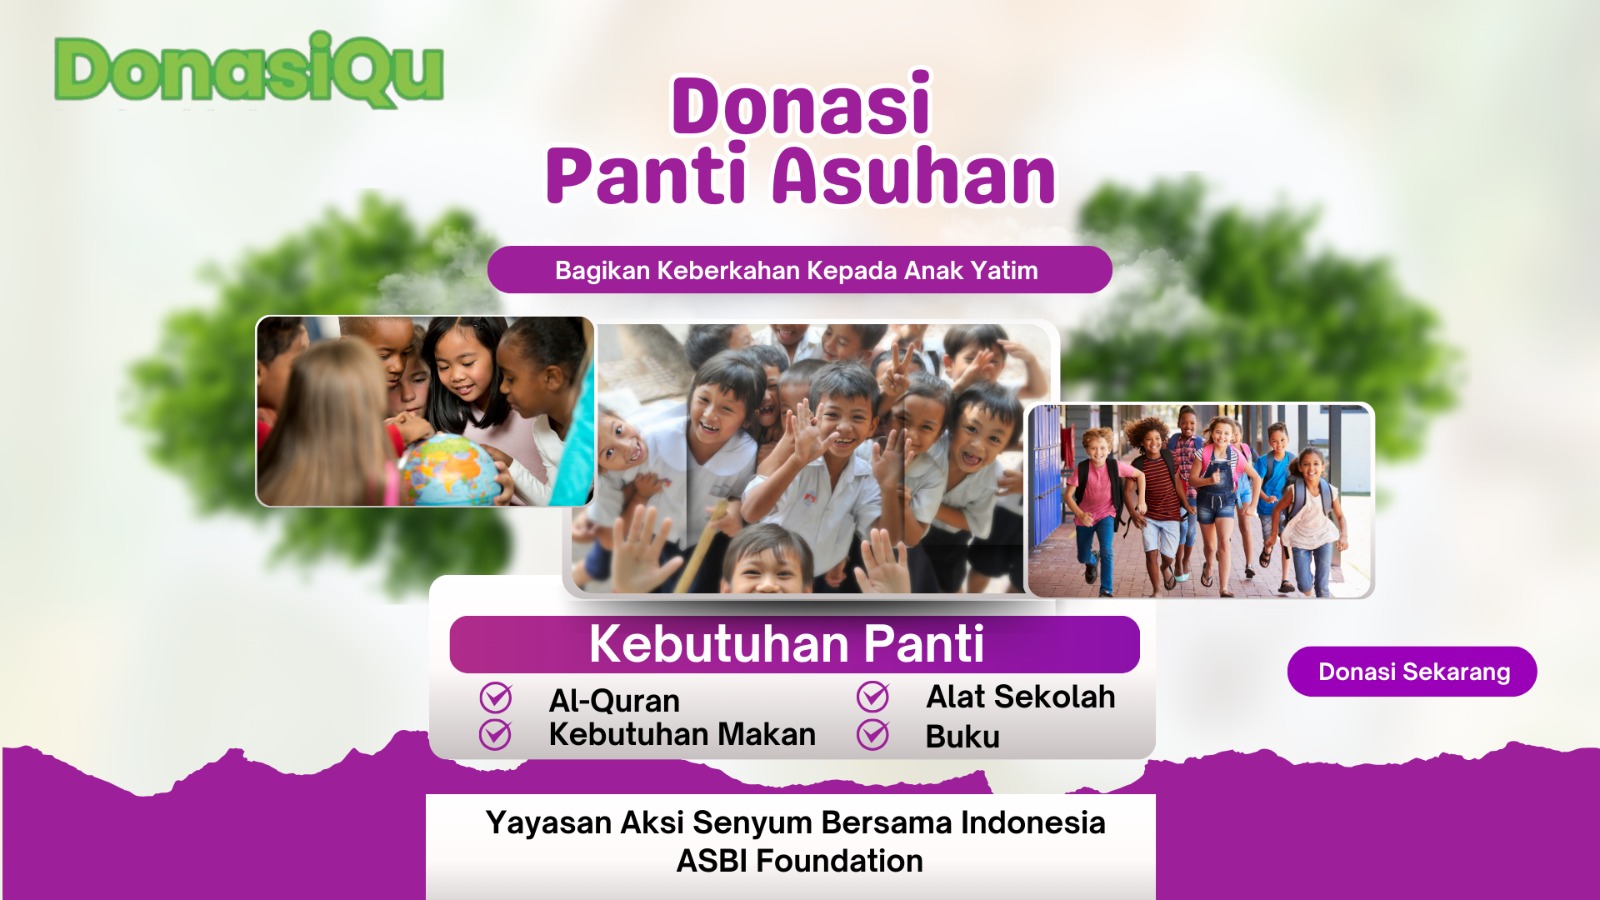 DonasiQu
Donasi
Panti Asuhan
Bagikan Keberkahan Kepada Anak Yatim
Kebutuhan Panti
Al-Quran
Kebutuhan Makan
Alat Sekolah
Buku
Donasi Sekarang
Yayasan Aksi Senyum Bersama Indonesia
ASBI Foundation